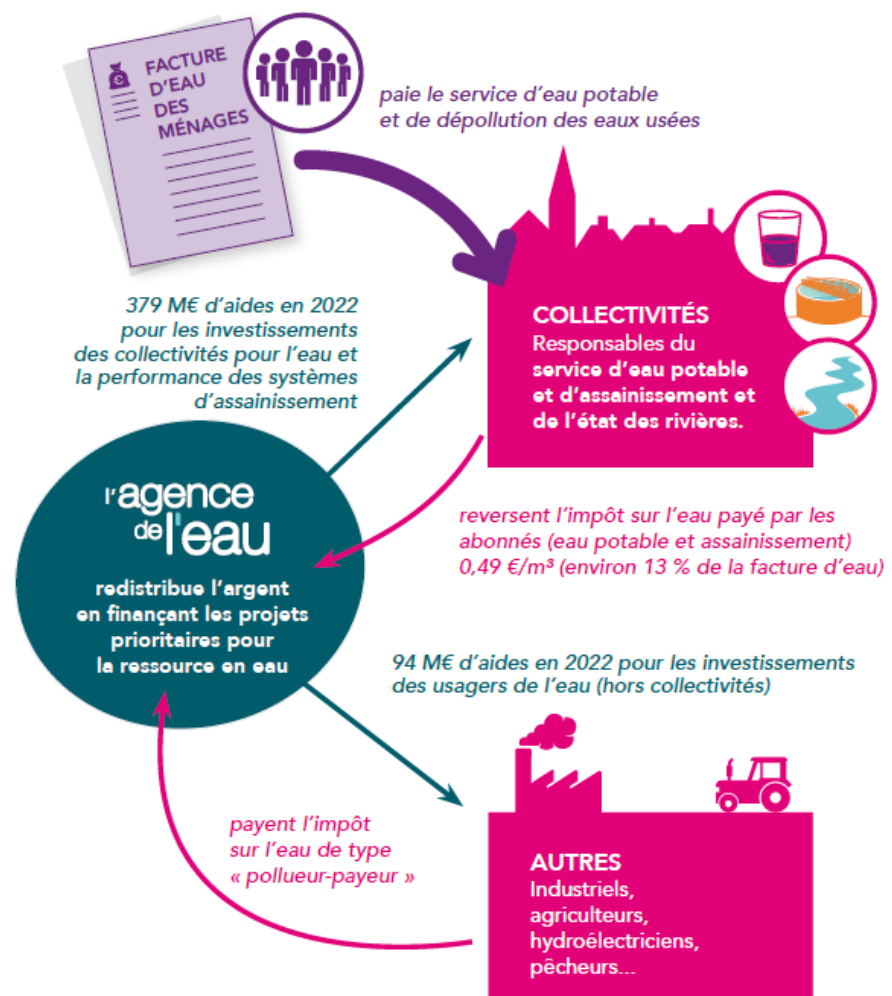 FACTURE
D'EAU
DES
MÉNAGES
paie le service d'eau potable
et de dépollution des eaux usées
379 M€ d'aides en 2022
pour les investissements
des collectivités pour l'eau et
la performance des systèmes
d'assainissement
COLLECTIVITÉS
Responsables du
service d'eau potable
et d'assainissement et
de l'état des rivières.
l'agence
de l'eau
redistribue l'argent
en finançant les projets
prioritaires pour
la ressource en eau
reversent l'impôt sur l'eau payé par les
abonnés (eau potable et assainissement)
0,49 €/m³ (environ 13 % de la facture d'eau)
94 M€ d'aides en 2022 pour les investissements
des usagers de l'eau (hors collectivités)
payent l'impôt
sur l'eau de type
« pollueur-payeur »
AUTRES
Industriels,
agriculteurs,
hydroélectriciens,
pêcheurs...